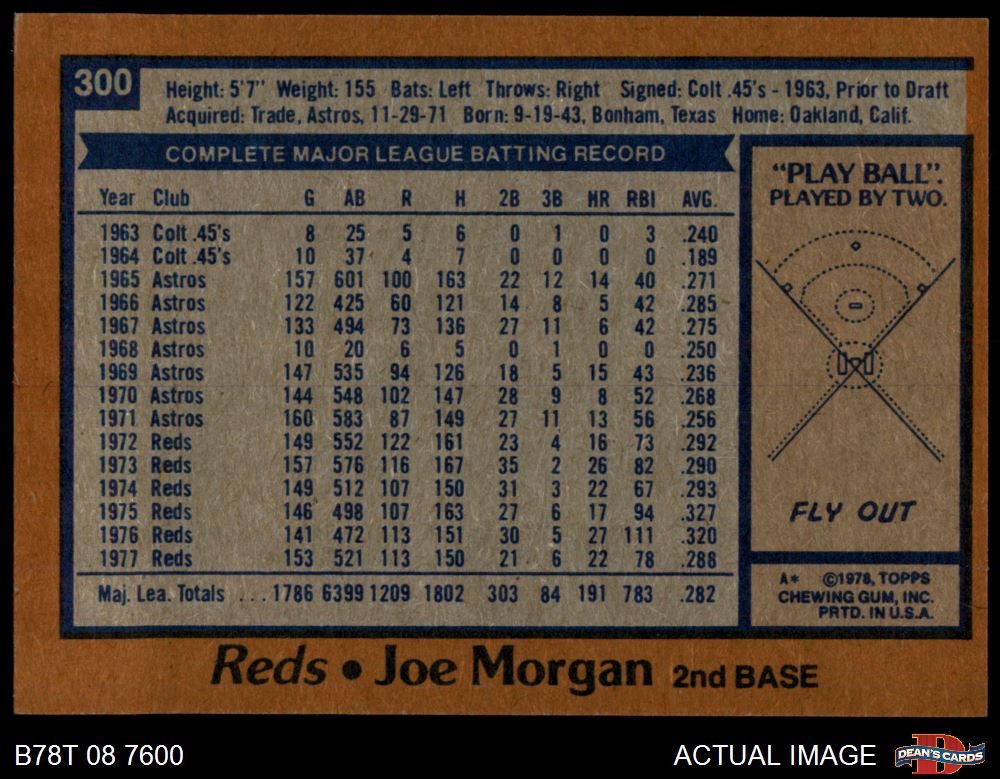 300
Height: 5'7" Weight: 155 Bats: Left Throws: Right Signed: Colt .45's - 1963, Prior to Draft
Acquired: Trade, Astros, 11-29-71 Born: 9-19-43, Bonham, Texas Home: Oakland, Calif.
COMPLETE MAJOR LEAGUE BATTING RECORD
Year Club G AB R H 2B 3B HR RBI AVG.
1963 Colt .45's 8 25 5 6 0 1 0 3 .240
1964 Colt .45's 10 37 4 7 0 0 0 0 .189
1965 Astros 157 601 100 163 22 12 14 40 .271
1966 Astros 122 425 60 121 14 8 5 42 .285
1967 Astros 133 494 73 136 27 11 6 42 .275
1968 Astros 10 20 6 5 0 1 0 0 .250
1969 Astros 147 535 94 126 18 5 15 43 .236
1970 Astros 144 548 102 147 28 9 8 52 .268
1971 Astros 160 583 87 149 27 11 13 56 .256
1972 Reds 149 552 122 161 23 4 16 73 .292
1973 Reds 157 576 116 167 35 2 26 82 .290
1974 Reds 149 512 107 150 31 3 22 67 .293
1975 Reds 146 498 107 163 27 6 17 94 .327
1976 Reds 141 472 113 151 30 5 27 111 .320
1977 Reds 153 521 113 150 21 6 22 78 .288
Maj. Lea. Totals ... 1786 6399 1209 1802 303 84 191 783 .282
"PLAY BALL".
PLAYED BY TWO.
FLY OUT
A* ©1978, TOPPS
CHEWING GUM, INC.
PRTD. IN U.S.A.
Reds • Joe Morgan 2nd BASE
B78T 08 7600
ACTUAL IMAGE
D
DEAN'S CARDS